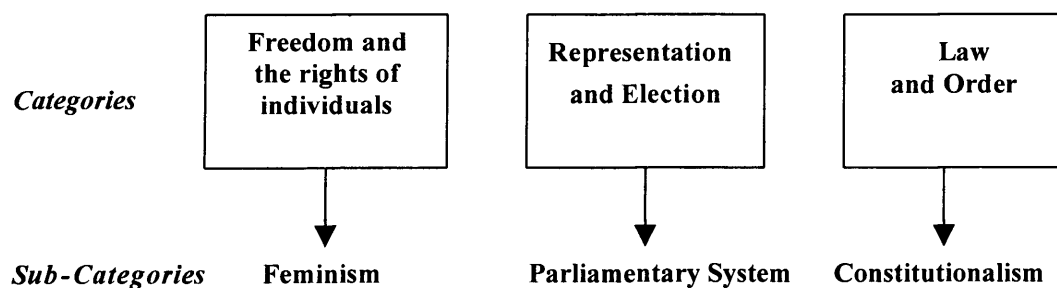 Freedom and
the rights of
individuals
Representation
and Election
Law
and Order
Categories
Sub-Categories Feminism Parliamentary System Constitutionalism